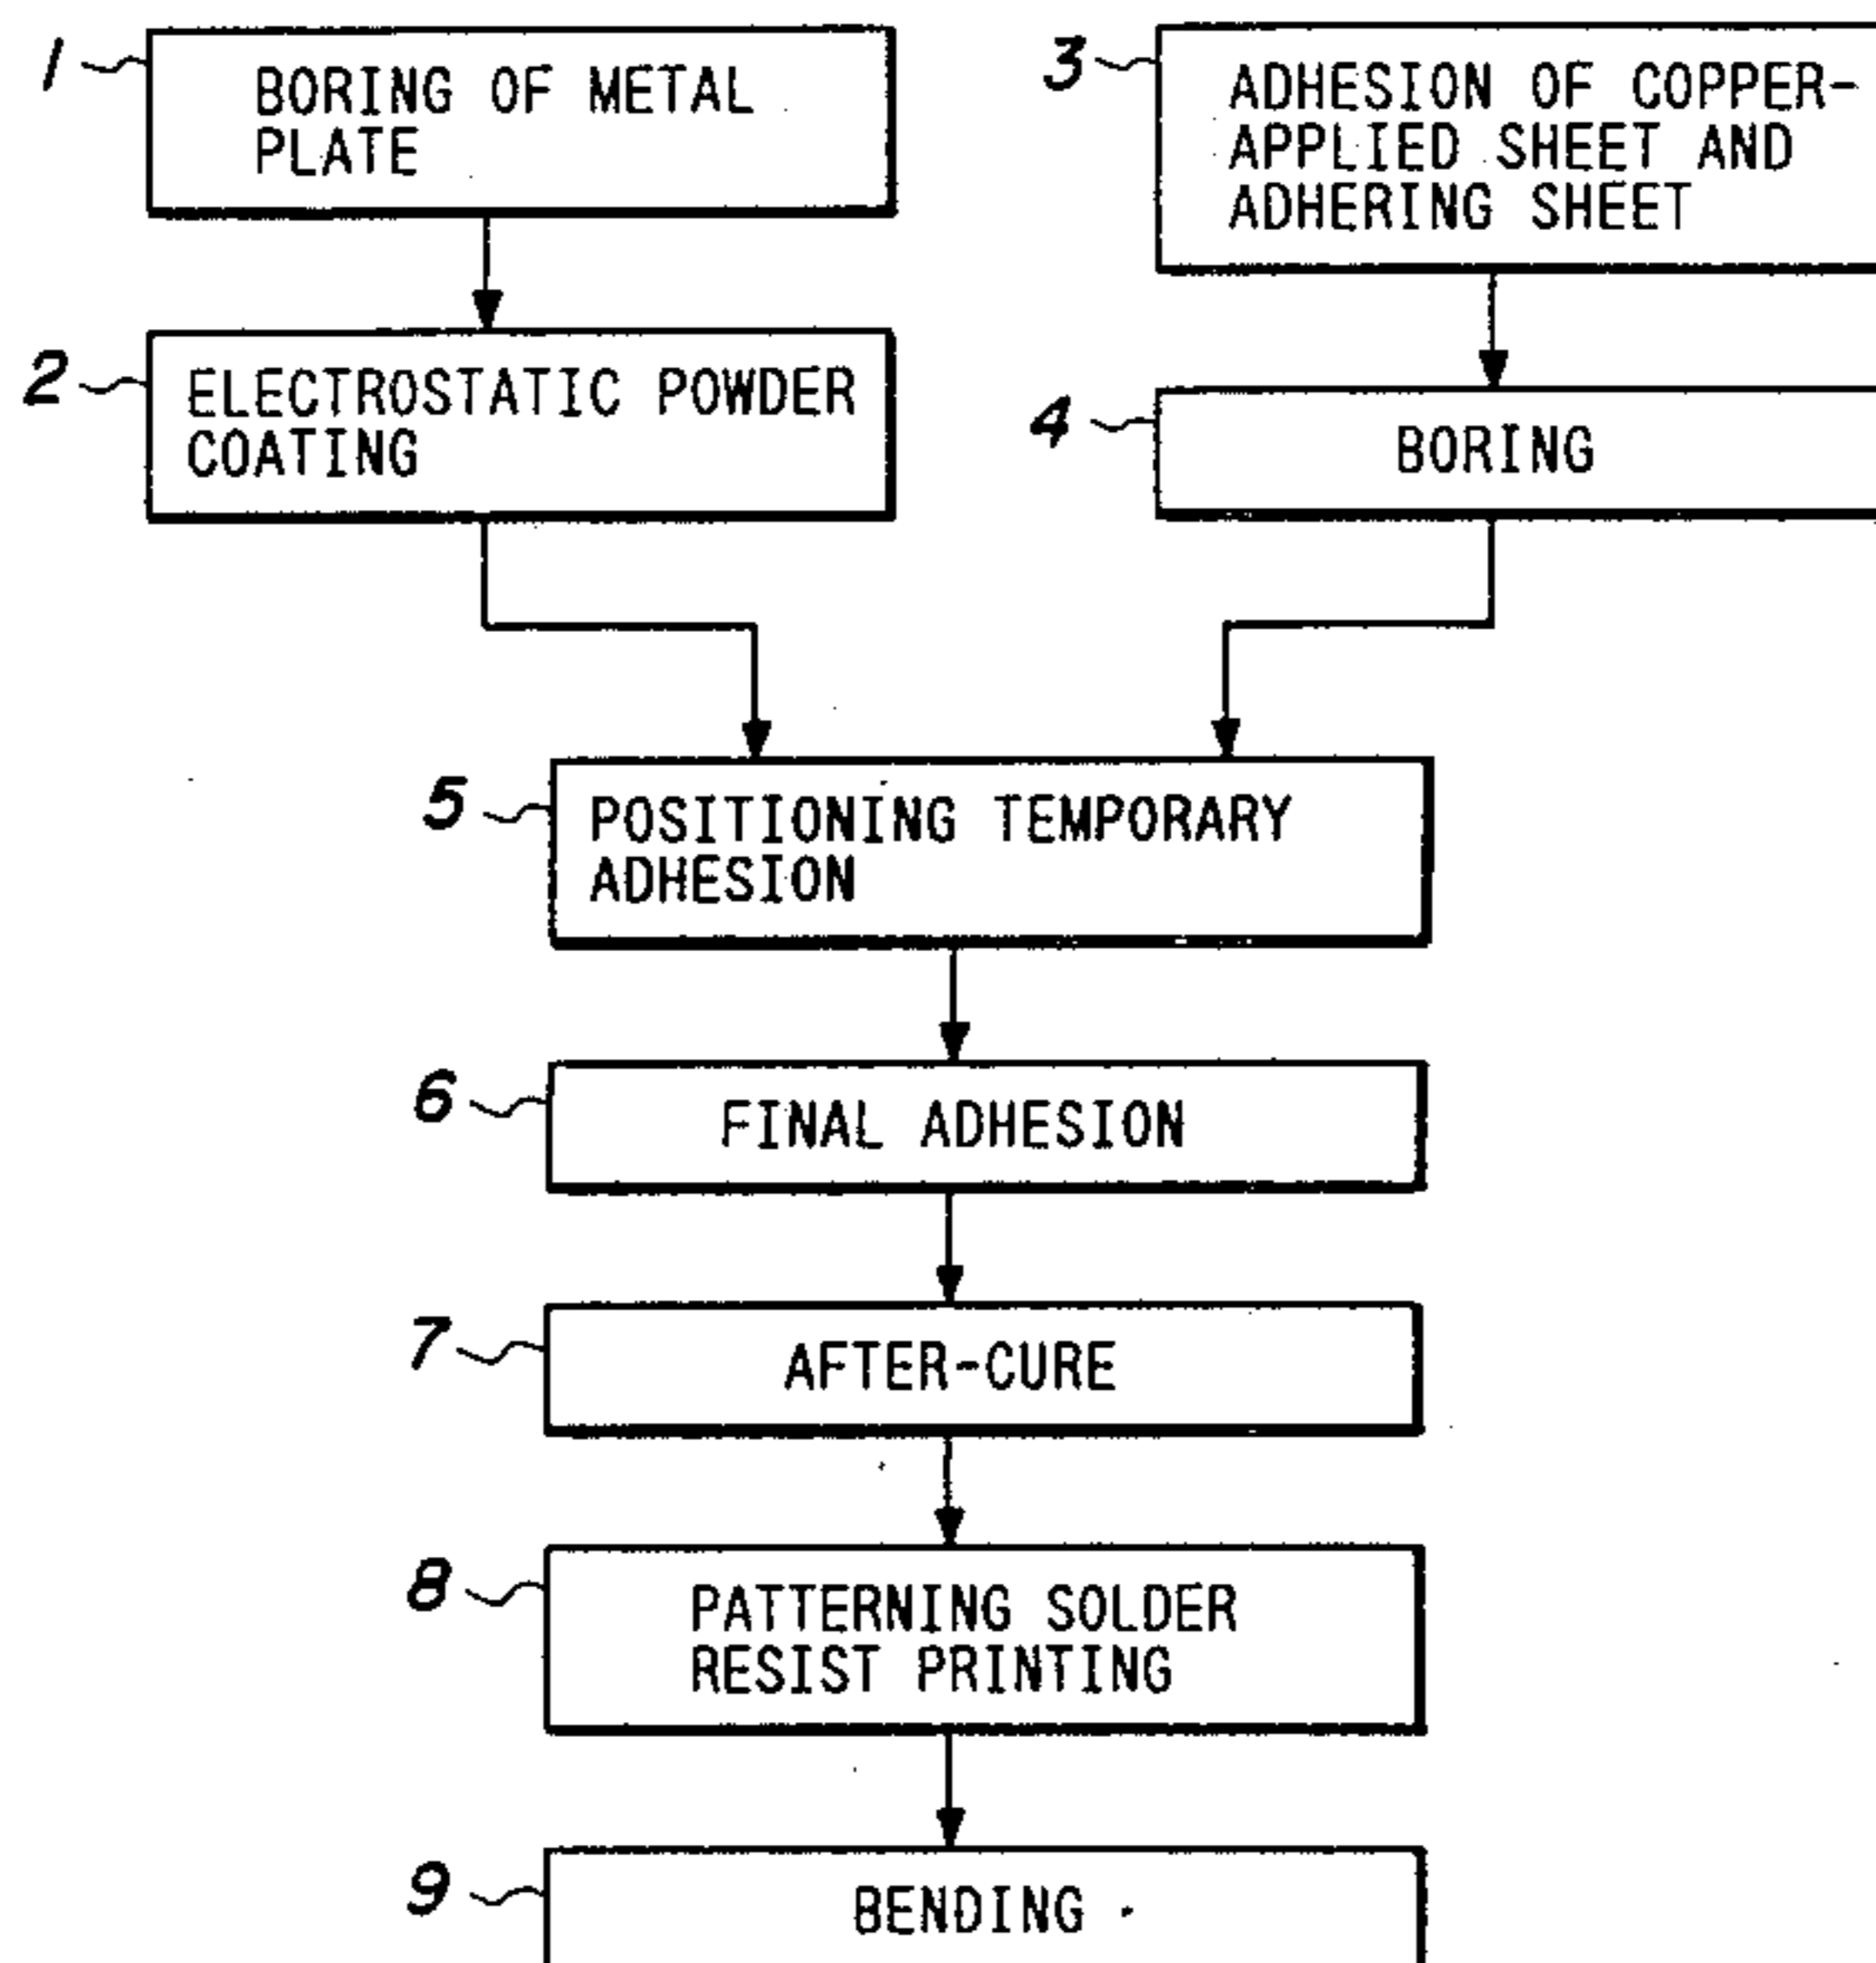 1
BORING OF METAL
PLATE
2
ELECTROSTATIC POWDER
COATING
3
ADHESION OF COPPER-
APPLIED SHEET AND
ADHERING SHEET
4
BORING
5
POSITIONING TEMPORARY
ADHESION
6
FINAL ADHESION
7
AFTER-CURE
8
PATTERNING SOLDER
RESIST PRINTING
9
BENDING